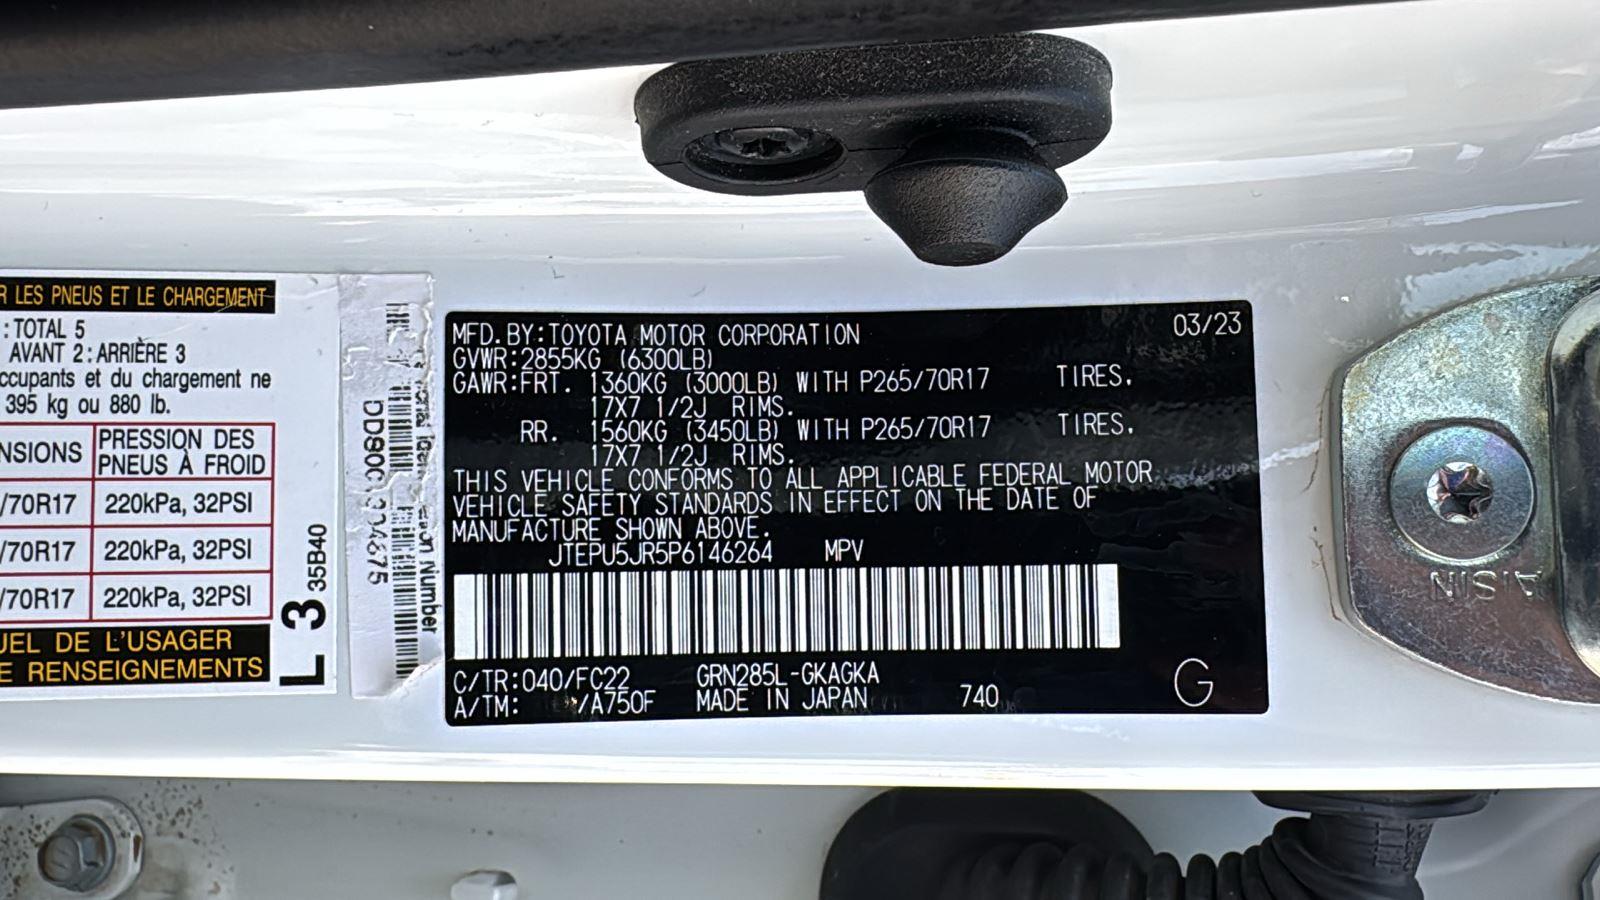 R LES PNEUS ET LE CHARGEMENT
: TOTAL 5
AVANT 2 : ARRIÈRE 3
ccupants et du chargement ne
395 kg ou 880 lb.
NSIONS
PRESSION DES
PNEUS À FROID
/70R17
220kPa, 32PSI
/70R17
220kPa, 32PSI
/70R17
220kPa, 32PSI
UEL DE L'USAGER
E RENSEIGNEMENTS
L 3 35B40
Number
MFD. BY: TOYOTA MOTOR CORPORATION 03/23
GVWR: 2855KG (6300LB)
GAWR: FRT. 1360KG (3000LB) WITH P265/70R17 TIRES.
17X7 1/2J RIMS.
RR. 1560KG (3450LB) WITH P265/70R17 TIRES.
17X7 1/2J RIMS.
THIS VEHICLE CONFORMS TO ALL APPLICABLE FEDERAL MOTOR
VEHICLE SAFETY STANDARDS IN EFFECT ON THE DATE OF
MANUFACTURE SHOWN ABOVE.
JTEPU5JR5P6146264 MPV
C/TR: 040/FC22 GRN285L-GKAGKA
A/TM: /A750F MADE IN JAPAN 740 G
AISIN